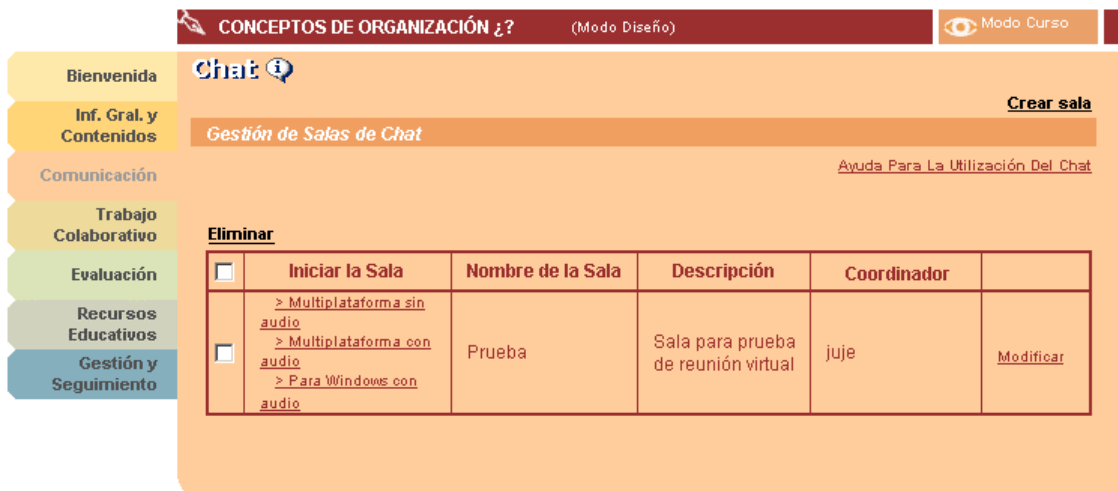 CONCEPTOS DE ORGANIZACIÓN ¿? (Modo Diseño) Modo Curso
Bienvenida
Inf. Gral. y
Contenidos
Comunicación
Trabajo
Colaborativo
Evaluación
Recursos
Educativos
Gestión y
Seguimiento
Chat
Crear sala
Gestión de Salas de Chat
Ayuda Para La Utilización Del Chat
Eliminar
Iniciar la Sala Nombre de la Sala Descripción Coordinador
> Multiplataforma sin
audio
> Multiplataforma con
audio
> Para Windows con
audio
Prueba
Sala para prueba
de reunión virtual
juje
Modificar